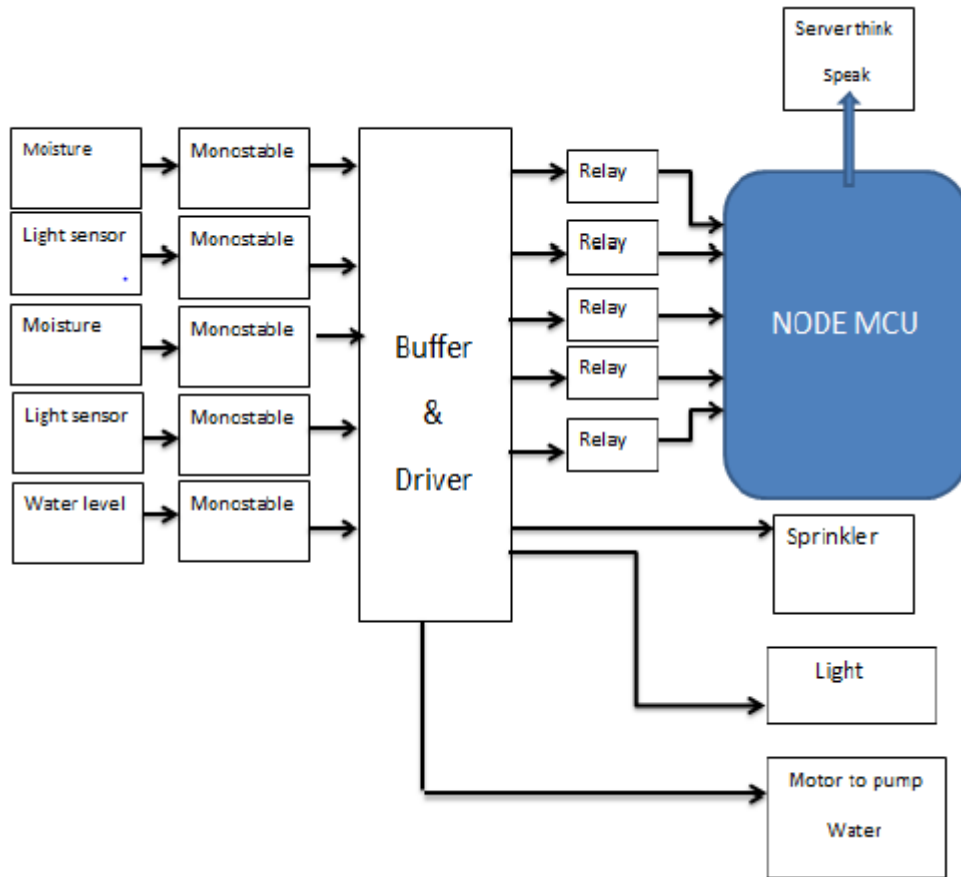 Server think
Speak
Moisture
Monostable
Relay
Light sensor
Monostable
Relay
Moisture
Monostable
Relay
Light sensor
Monostable
Relay
Water level
Monostable
Relay
Buffer
&
Driver
NODE MCU
Sprinkler
Light
Motor to pump
Water